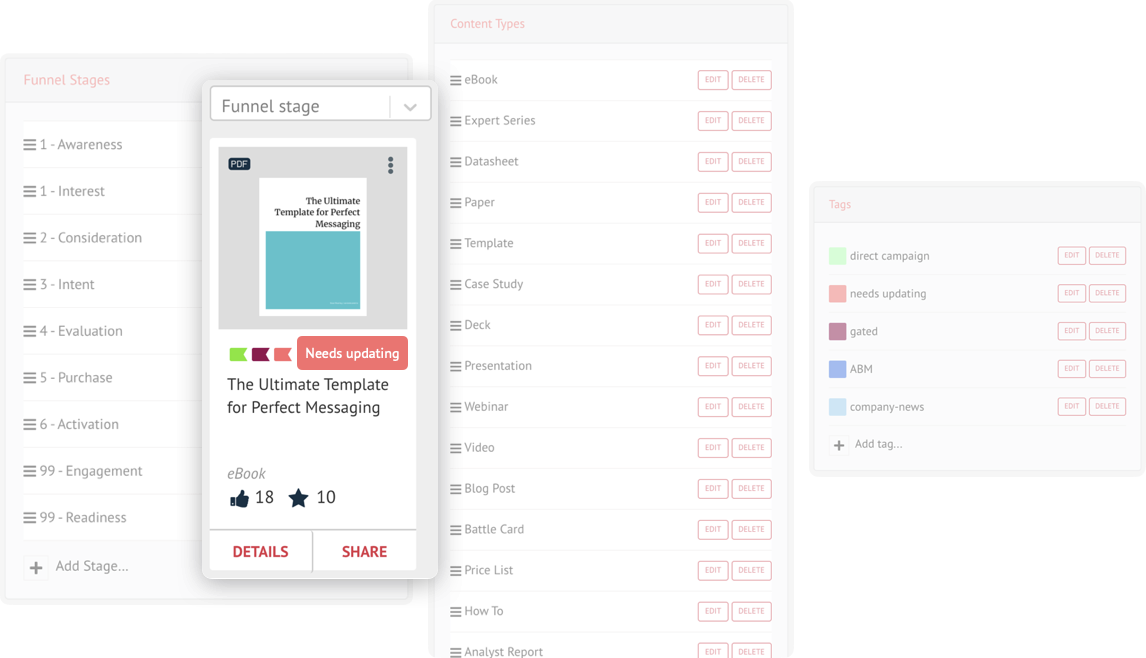 Funnel Stages
1 - Awareness
1 - Interest
2 - Consideration
3 - Intent
4 - Evaluation
5 - Purchase
6 - Activation
99 - Engagement
99 - Readiness
Add Stage...
Funnel stage
PDF
The Ultimate
Template for Perfect
Messaging
Needs updating
The Ultimate Template
for Perfect Messaging
eBook
18 10
DETAILS SHARE
Content Types
eBook EDIT DELETE
Expert Series EDIT DELETE
Datasheet EDIT DELETE
Paper EDIT DELETE
Template EDIT DELETE
Case Study EDIT DELETE
Deck EDIT DELETE
Presentation EDIT DELETE
Webinar EDIT DELETE
Video EDIT DELETE
Blog Post EDIT DELETE
Battle Card EDIT DELETE
Price List EDIT DELETE
How To EDIT DELETE
Analyst Report EDIT DELETE
Tags
direct campaign EDIT DELETE
needs updating EDIT DELETE
gated EDIT DELETE
ABM EDIT DELETE
company-news EDIT DELETE
Add tag...